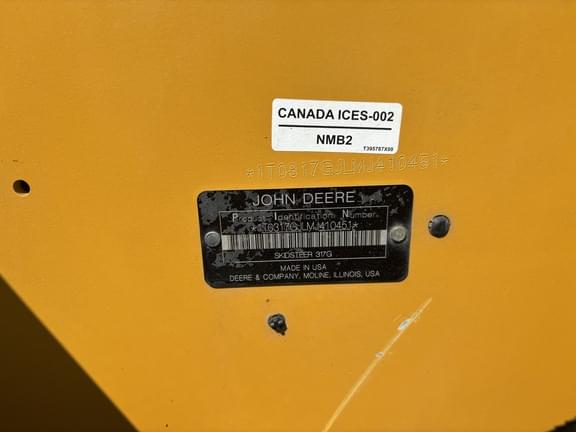 CANADA ICES-002
NMB2
T395787X00
*1T0317GJLMJ410451*
JOHN DEERE
Product Identification Number
*1T0317GJLMJ410451*
SKIDSTEER 317G
MADE IN USA
DEERE & COMPANY, MOLINE, ILLINOIS, USA